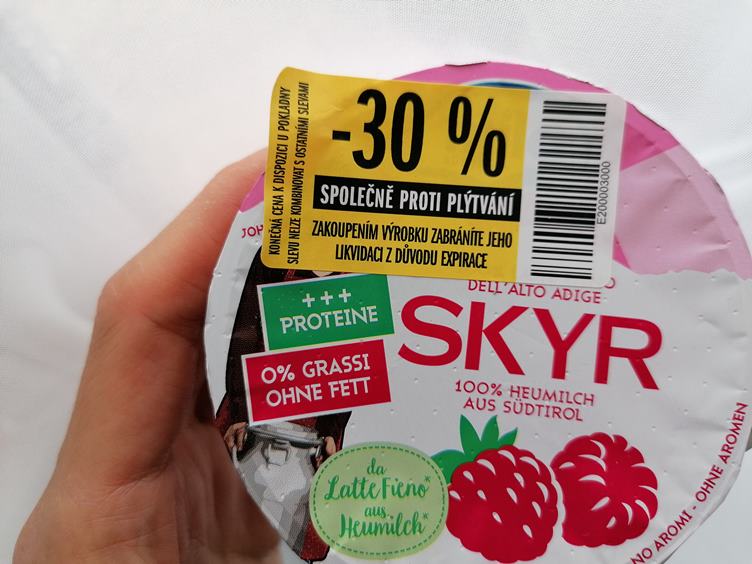 KONEČNÁ CENA K DISPOZICI U POKLADNY
SLEVU NELZE KOMBINOVAT S OSTATNÍMI SLEVAMI
-30 %
SPOLEČNĚ PROTI PLÝTVÁNÍ
ZAKOUPENÍM VÝROBKU ZABRÁNÍTE JEHO
LIKVIDACI Z DŮVODU EXPIRACE
E200003000
DELL'ALTO ADIGE
+++
PROTEINE
SKYR
0% GRASSI
OHNE FETT
100% HEUMILCH
AUS SÜDTIROL
da
Latte Fieno*
aus
Heumilch*
NO AROMI - OHNE AROMEN